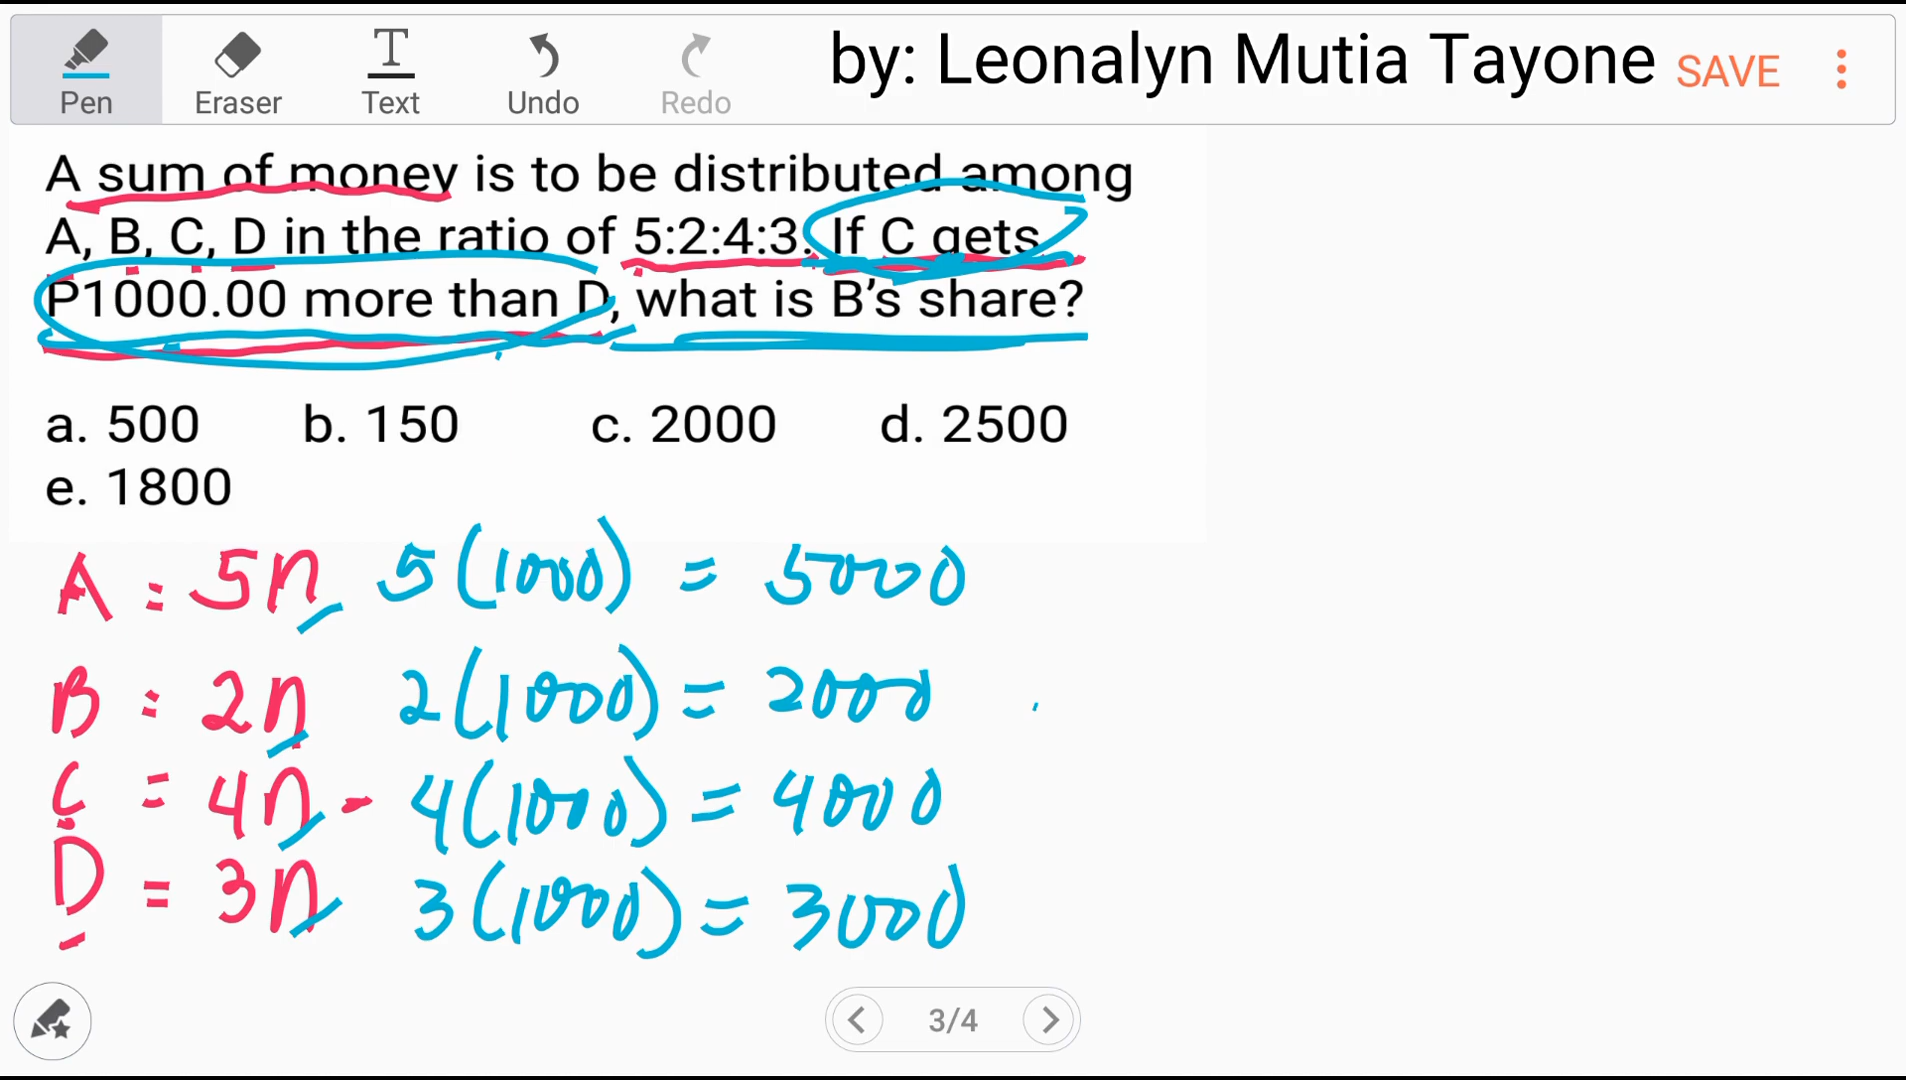 Pen Eraser Text Undo Redo by: Leonalyn Mutia Tayone SAVE
A sum of money is to be distributed among
A, B, C, D in the ratio of 5:2:4:3. If C gets
P1000.00 more than D, what is B's share?
a. 500 b. 150 c. 2000 d. 2500
e. 1800
A = 5n 5(1000) = 5000
B = 2n 2(1000) = 2000
C = 4n - 4(1000) = 4000
D = 3n 3(1000) = 3000
3/4